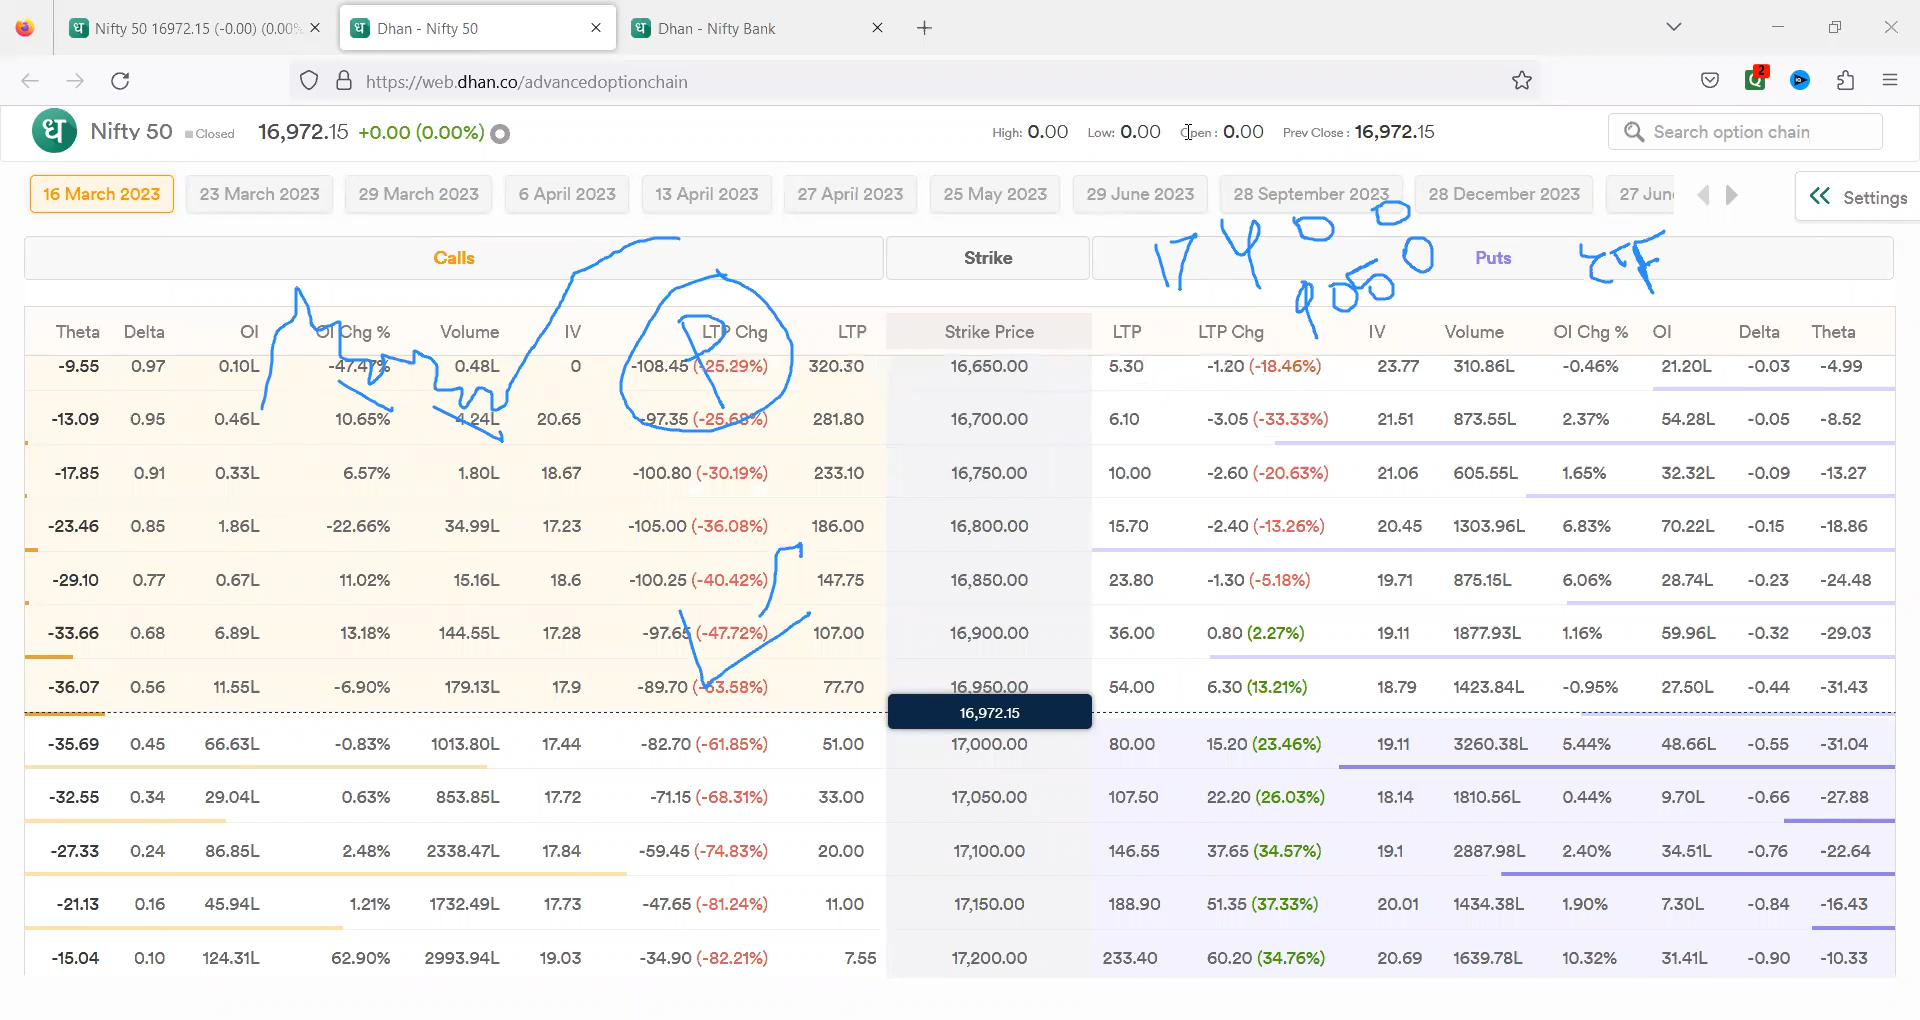 Nifty 50 16972.15 (-0.00) (0.00%
Dhan - Nifty 50
Dhan - Nifty Bank
https://web.dhan.co/advancedoptionchain
2
ध Nifty 50 Closed 16,972.15 +0.00 (0.00%) High: 0.00 Low: 0.00 Open: 0.00 Prev Close: 16,972.15 Search option chain
16 March 2023 23 March 2023 29 March 2023 6 April 2023 13 April 2023 27 April 2023 25 May 2023 29 June 2023 28 September 2023 28 December 2023 27 Jun Settings
17400
Calls Strike Puts
9050
Theta Delta OI OI Chg % Volume IV LTP Chg LTP Strike Price LTP LTP Chg IV Volume OI Chg % OI Delta Theta
-9.55 0.97 0.10L -47.47% 0.48L 0 -108.45 (-25.29%) 320.30 16,650.00 5.30 -1.20 (-18.46%) 23.77 310.86L -0.46% 21.20L -0.03 -4.99
-13.09 0.95 0.46L 10.65% 4.24L 20.65 -97.35 (-25.68%) 281.80 16,700.00 6.10 -3.05 (-33.33%) 21.51 873.55L 2.37% 54.28L -0.05 -8.52
-17.85 0.91 0.33L 6.57% 1.80L 18.67 -100.80 (-30.19%) 233.10 16,750.00 10.00 -2.60 (-20.63%) 21.06 605.55L 1.65% 32.32L -0.09 -13.27
-23.46 0.85 1.86L -22.66% 34.99L 17.23 -105.00 (-36.08%) 186.00 16,800.00 15.70 -2.40 (-13.26%) 20.45 1303.96L 6.83% 70.22L -0.15 -18.86
-29.10 0.77 0.67L 11.02% 15.16L 18.6 -100.25 (-40.42%) 147.75 16,850.00 23.80 -1.30 (-5.18%) 19.71 875.15L 6.06% 28.74L -0.23 -24.48
-33.66 0.68 6.89L 13.18% 144.55L 17.28 -97.65 (-47.72%) 107.00 16,900.00 36.00 0.80 (2.27%) 19.11 1877.93L 1.16% 59.96L -0.32 -29.03
-36.07 0.56 11.55L -6.90% 179.13L 17.9 -89.70 (-53.58%) 77.70 16,950.00 54.00 6.30 (13.21%) 18.79 1423.84L -0.95% 27.50L -0.44 -31.43
16,972.15
-35.69 0.45 66.63L -0.83% 1013.80L 17.44 -82.70 (-61.85%) 51.00 17,000.00 80.00 15.20 (23.46%) 19.11 3260.38L 5.44% 48.66L -0.55 -31.04
-32.55 0.34 29.04L 0.63% 853.85L 17.72 -71.15 (-68.31%) 33.00 17,050.00 107.50 22.20 (26.03%) 18.14 1810.56L 0.44% 9.70L -0.66 -27.88
-27.33 0.24 86.85L 2.48% 2338.47L 17.84 -59.45 (-74.83%) 20.00 17,100.00 146.55 37.65 (34.57%) 19.1 2887.98L 2.40% 34.51L -0.76 -22.64
-21.13 0.16 45.94L 1.21% 1732.49L 17.73 -47.65 (-81.24%) 11.00 17,150.00 188.90 51.35 (37.33%) 20.01 1434.38L 1.90% 7.30L -0.84 -16.43
-15.04 0.10 124.31L 62.90% 2993.94L 19.03 -34.90 (-82.21%) 7.55 17,200.00 233.40 60.20 (34.76%) 20.69 1639.78L 10.32% 31.41L -0.90 -10.33